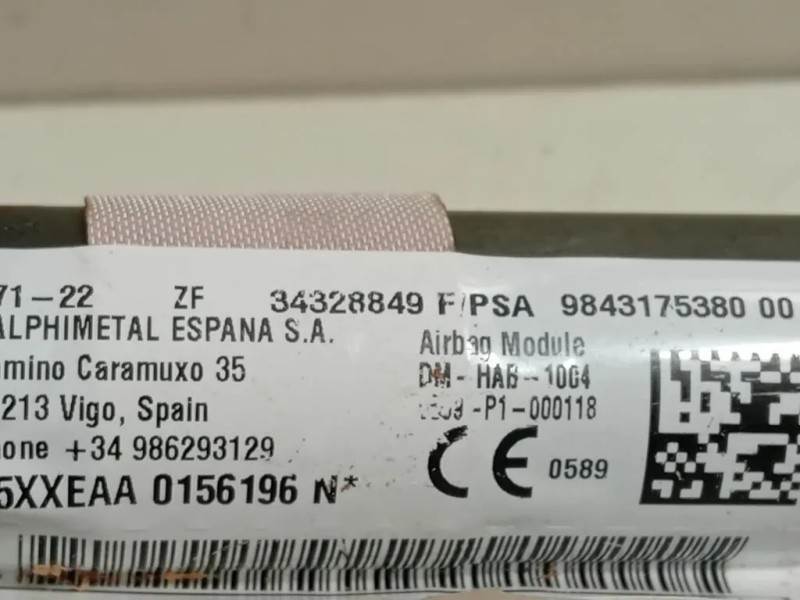 71-22 ZF 34328849 F/PSA 9843175380 00
ALPHIMETAL ESPANA S.A.
Airbag Module
mino Caramuxo 35
DM-HAB-1004
213 Vigo, Spain
-P1-000118
one +34 986293129
CE 0589
5XXEAA 0156196 N*